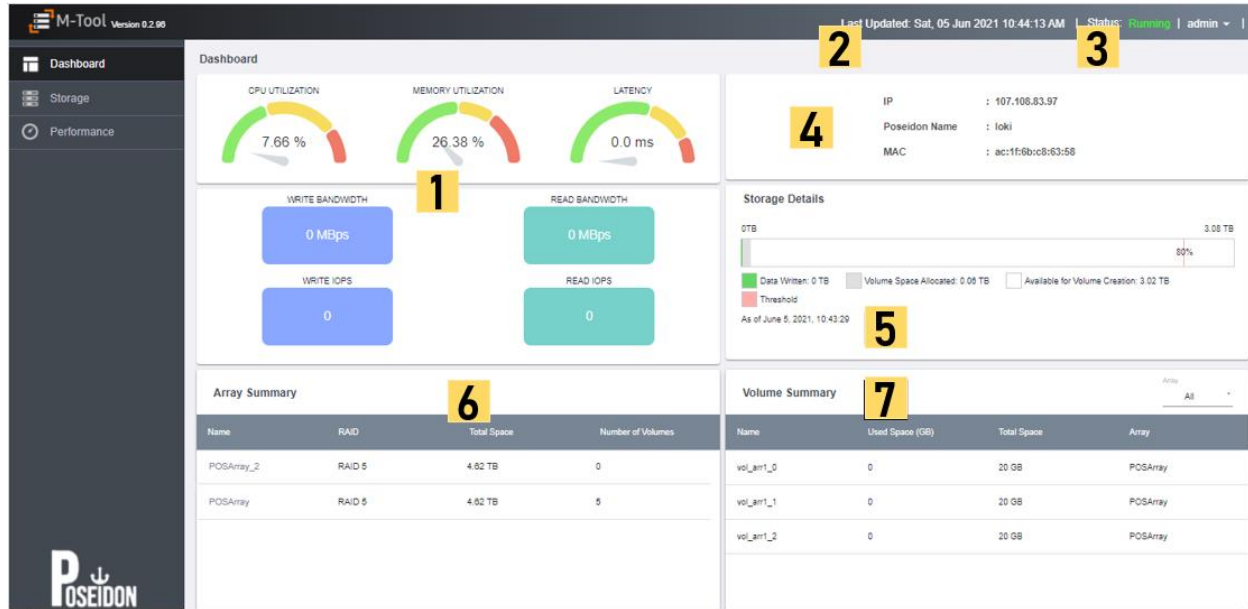 M-Tool Version 0.2.98
Last Updated: Sat, 05 Jun 2021 10:44:13 AM | Status: Running | admin |
2
3
Dashboard
Storage
Performance
Dashboard
CPU UTILIZATION
MEMORY UTILIZATION
LATENCY
7.66 %
26.38 %
0.0 ms
1
4
IP : 107.108.83.97
Poseidon Name : loki
MAC : ac:1f:6b:c8:63:58
WRITE BANDWIDTH
READ BANDWIDTH
0 MBps
0 MBps
WRITE IOPS
READ IOPS
0
0
Storage Details
0TB
3.08 TB
80%
Data Written: 0 TB Volume Space Allocated: 0.06 TB Available for Volume Creation: 3.02 TB
Threshold
As of June 5, 2021, 10:43:29
5
Array Summary
6
Name RAID Total Space Number of Volumes
POSArray_2 RAID 5 4.62 TB 0
POSArray RAID 5 4.62 TB 5
Volume Summary
7
Array
All
Name Used Space (GB) Total Space Array
vol_arr1_0 0 20 GB POSArray
vol_arr1_1 0 20 GB POSArray
vol_arr1_2 0 20 GB POSArray
POSEIDON